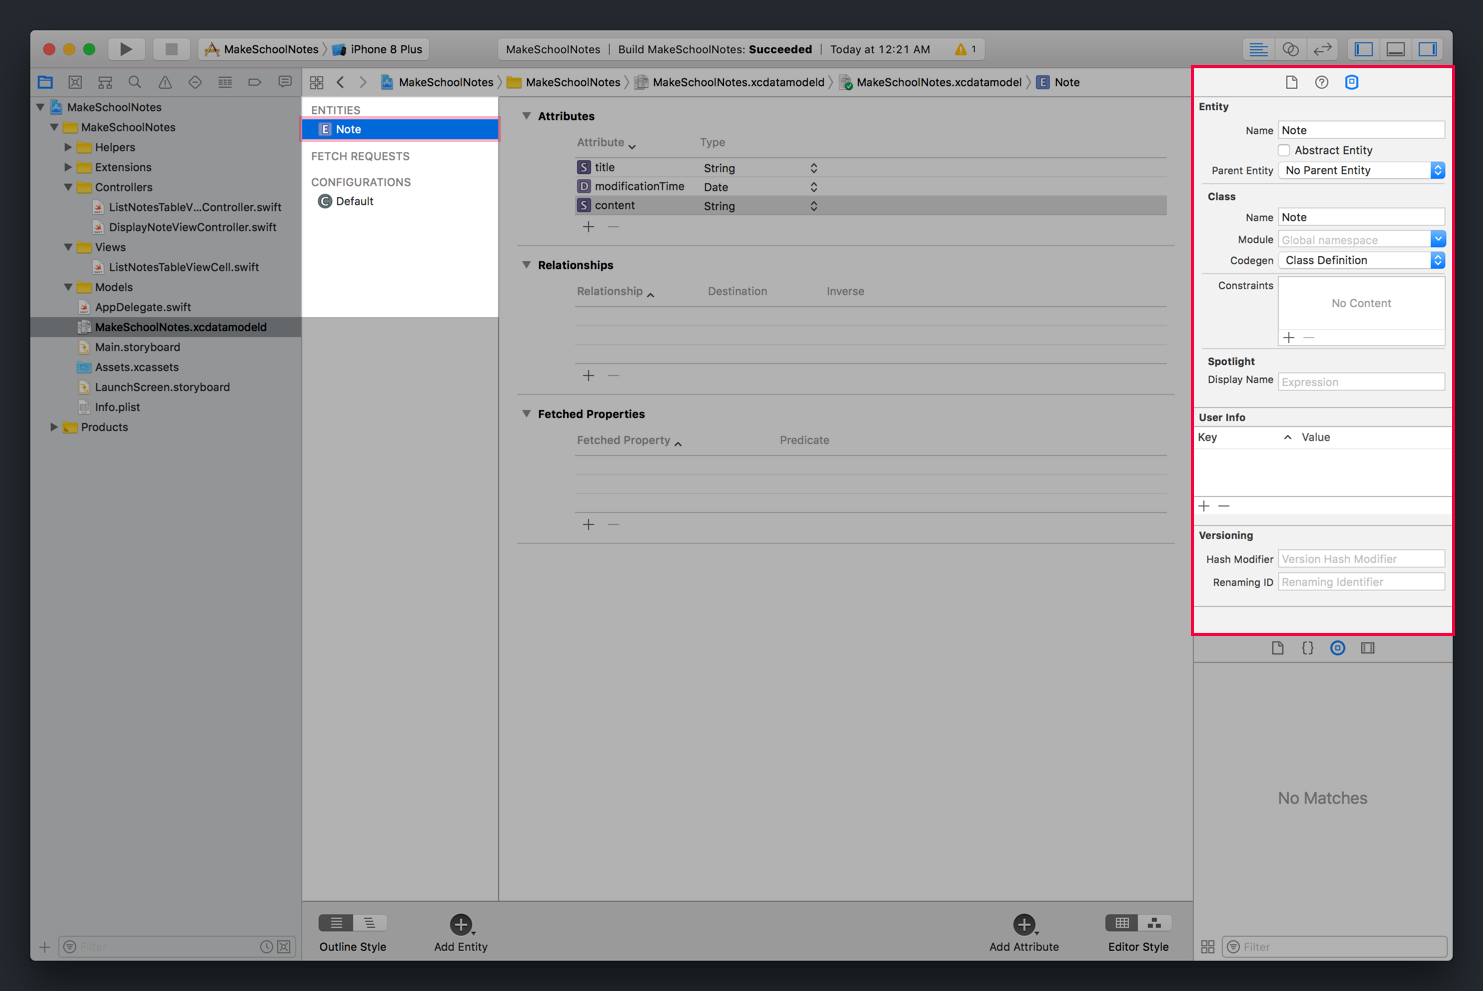 MakeSchoolNotes
iPhone 8 Plus
MakeSchoolNotes | Build MakeSchoolNotes: Succeeded | Today at 12:21 AM
1
MakeSchoolNotes
MakeSchoolNotes
MakeSchoolNotes.xcdatamodeld
MakeSchoolNotes.xcdatamodel
E Note
MakeSchoolNotes
MakeSchoolNotes
Helpers
Extensions
Controllers
ListNotesTableV...Controller.swift
DisplayNoteViewController.swift
Views
ListNotesTableViewCell.swift
Models
AppDelegate.swift
MakeSchoolNotes.xcdatamodeld
Main.storyboard
Assets.xcassets
LaunchScreen.storyboard
Info.plist
Products
Filter
ENTITIES
E Note
FETCH REQUESTS
CONFIGURATIONS
C Default
Outline Style
Add Entity
Attributes
Attribute Type
S title String
D modificationTime Date
S content String
Relationships
Relationship Destination Inverse
Fetched Properties
Fetched Property Predicate
Add Attribute
Editor Style
Entity
Name Note
Abstract Entity
Parent Entity No Parent Entity
Class
Name Note
Module Global namespace
Codegen Class Definition
Constraints
No Content
Spotlight
Display Name Expression
User Info
Key Value
Versioning
Hash Modifier Version Hash Modifier
Renaming ID Renaming Identifier
No Matches
Filter